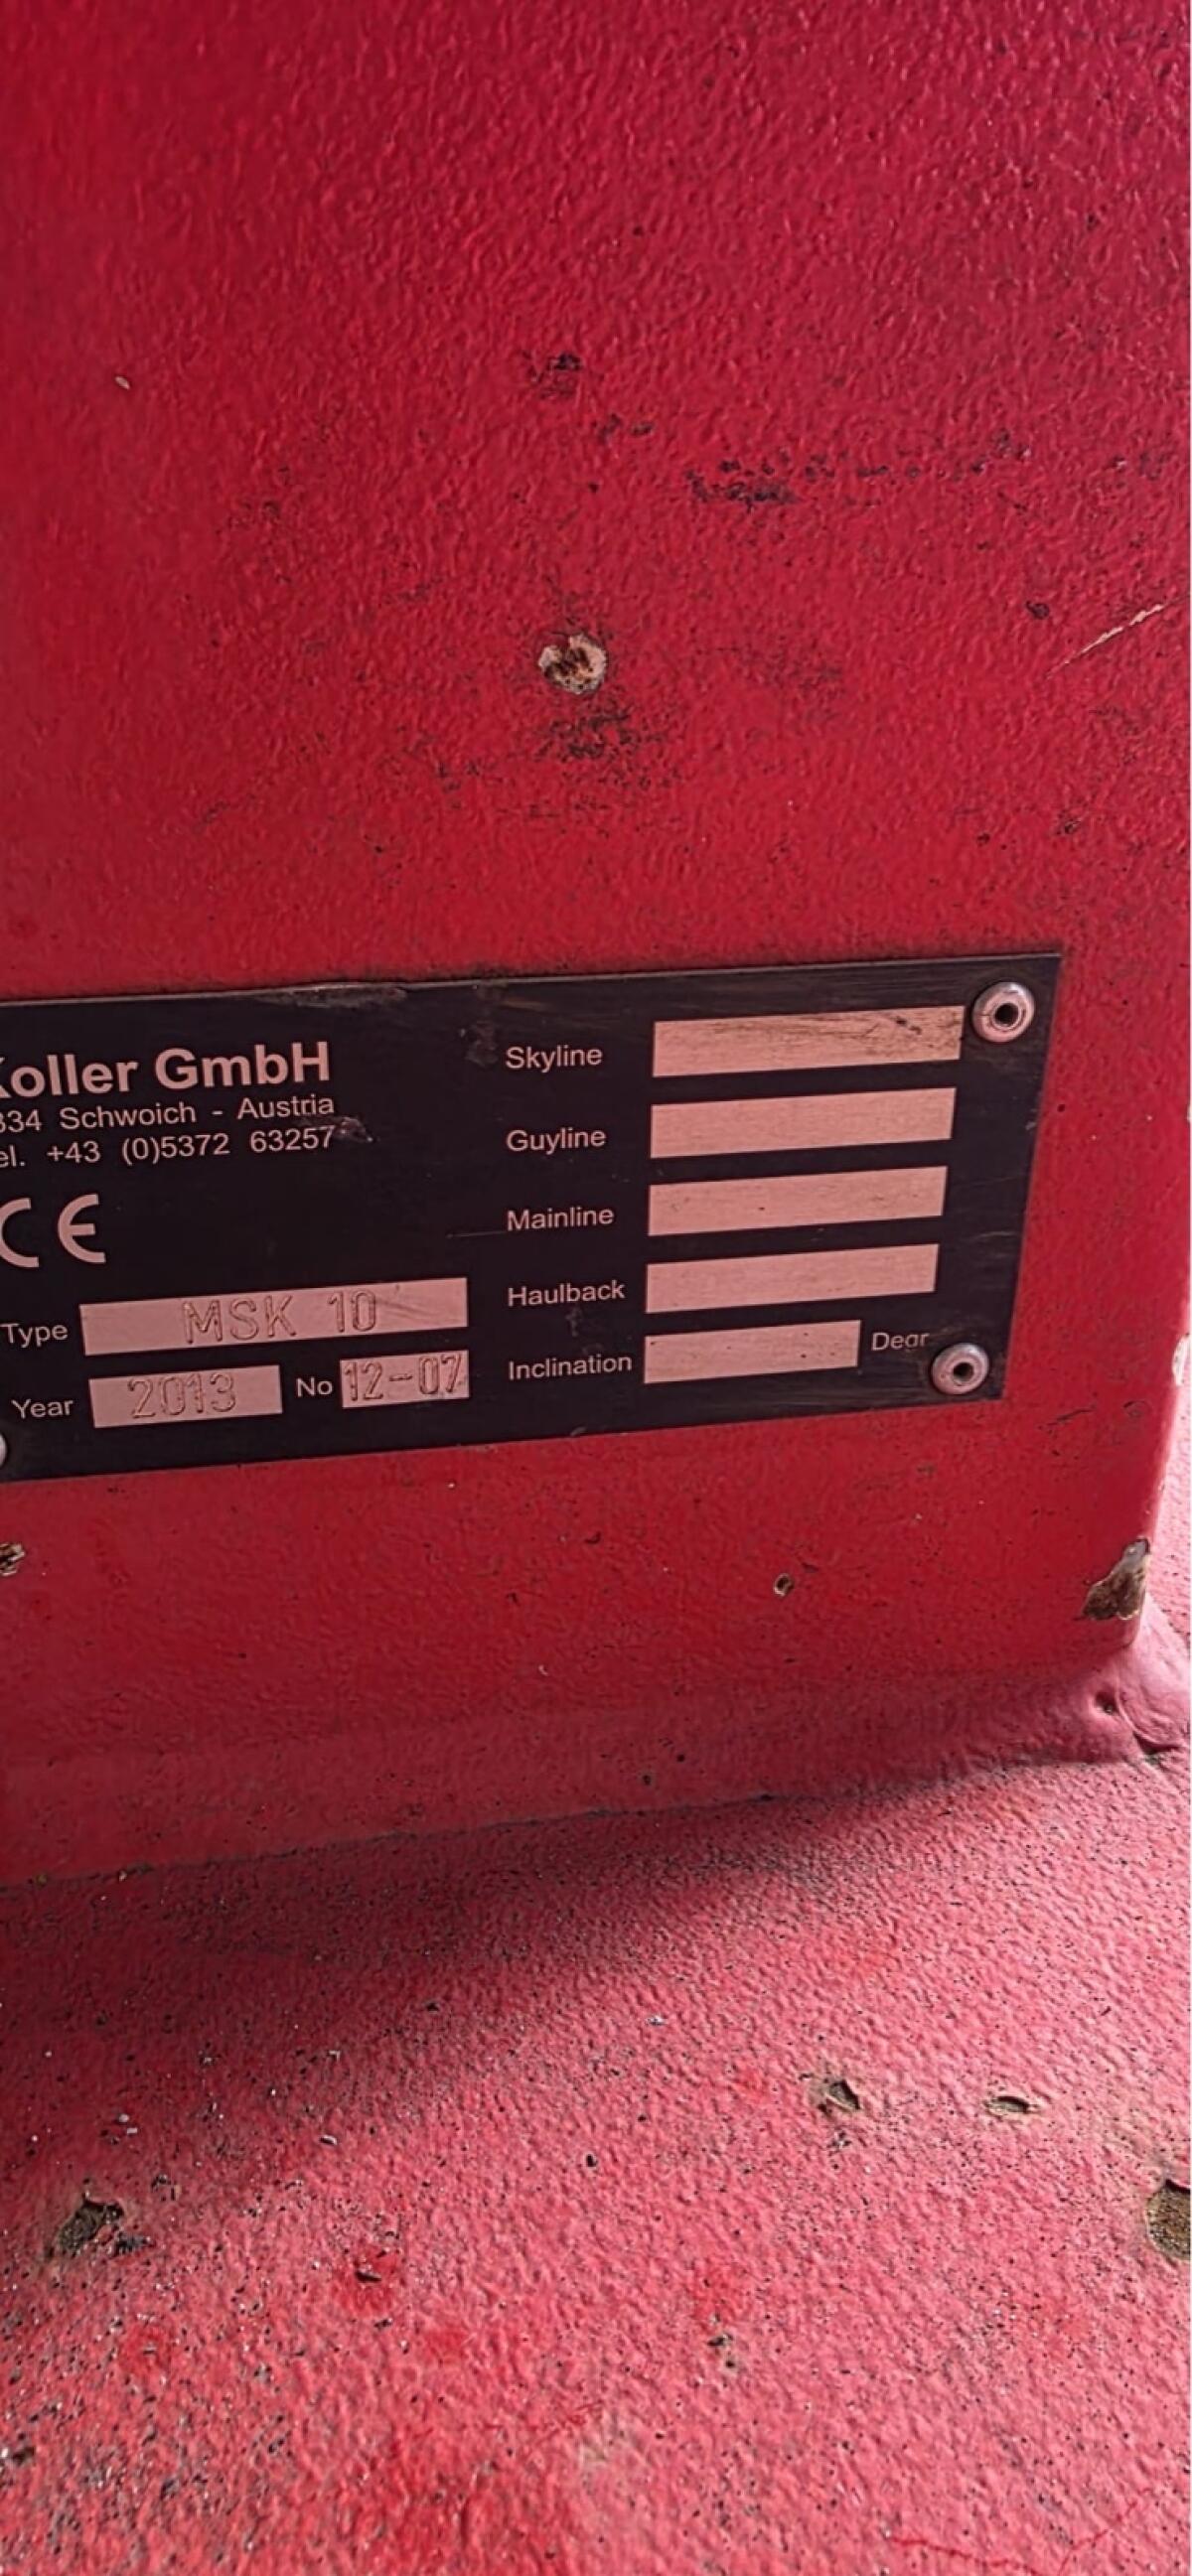 Koller GmbH
334 Schwoich - Austria
el. +43 (0)5372 63257
CE
Type MSK 10
Year 2013 No 12-07
Skyline
Guyline
Mainline
Haulback
Inclination Degr